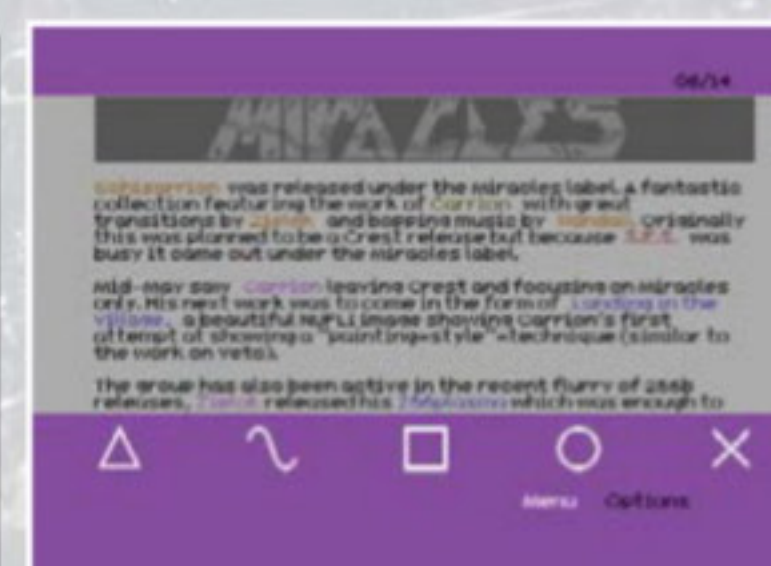 06/14
MIRACLES
was released under the Miracles label. A fantastic
collection featuring the work of Carrion with great
transitions by and bopping music by Originally
this was planned to be a Crest release but because was
busy it came out under the Miracles label.
Mid-May saw Carrion leaving Crest and focusing on Miracles
only. His next work was to come in the form of Landing in the
Village, a beautiful NUFLI image showing Carrion's first
attempt at showing a "painting-style"-technique (similar to
the work on Veto).
The group has also been active in the recent flurry of 256b
releases. released his which was enough to
Menu Options